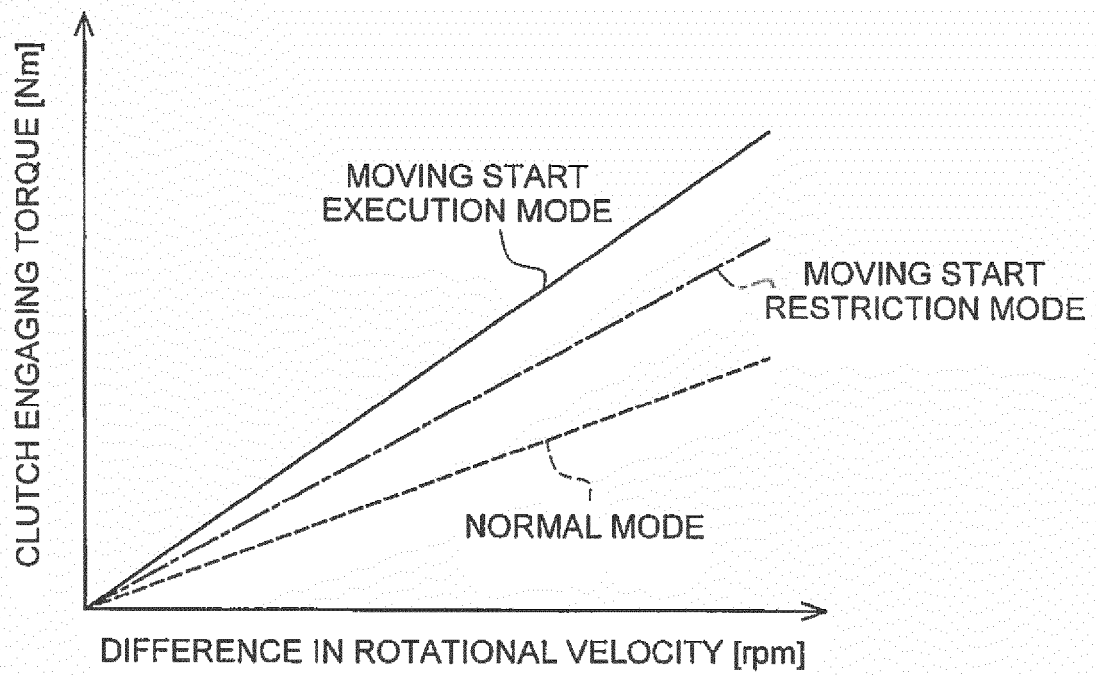 CLUTCH ENGAGING TORQUE [Nm]
MOVING START
EXECUTION MODE
MOVING START
RESTRICTION MODE
NORMAL MODE
DIFFERENCE IN ROTATIONAL VELOCITY [rpm]